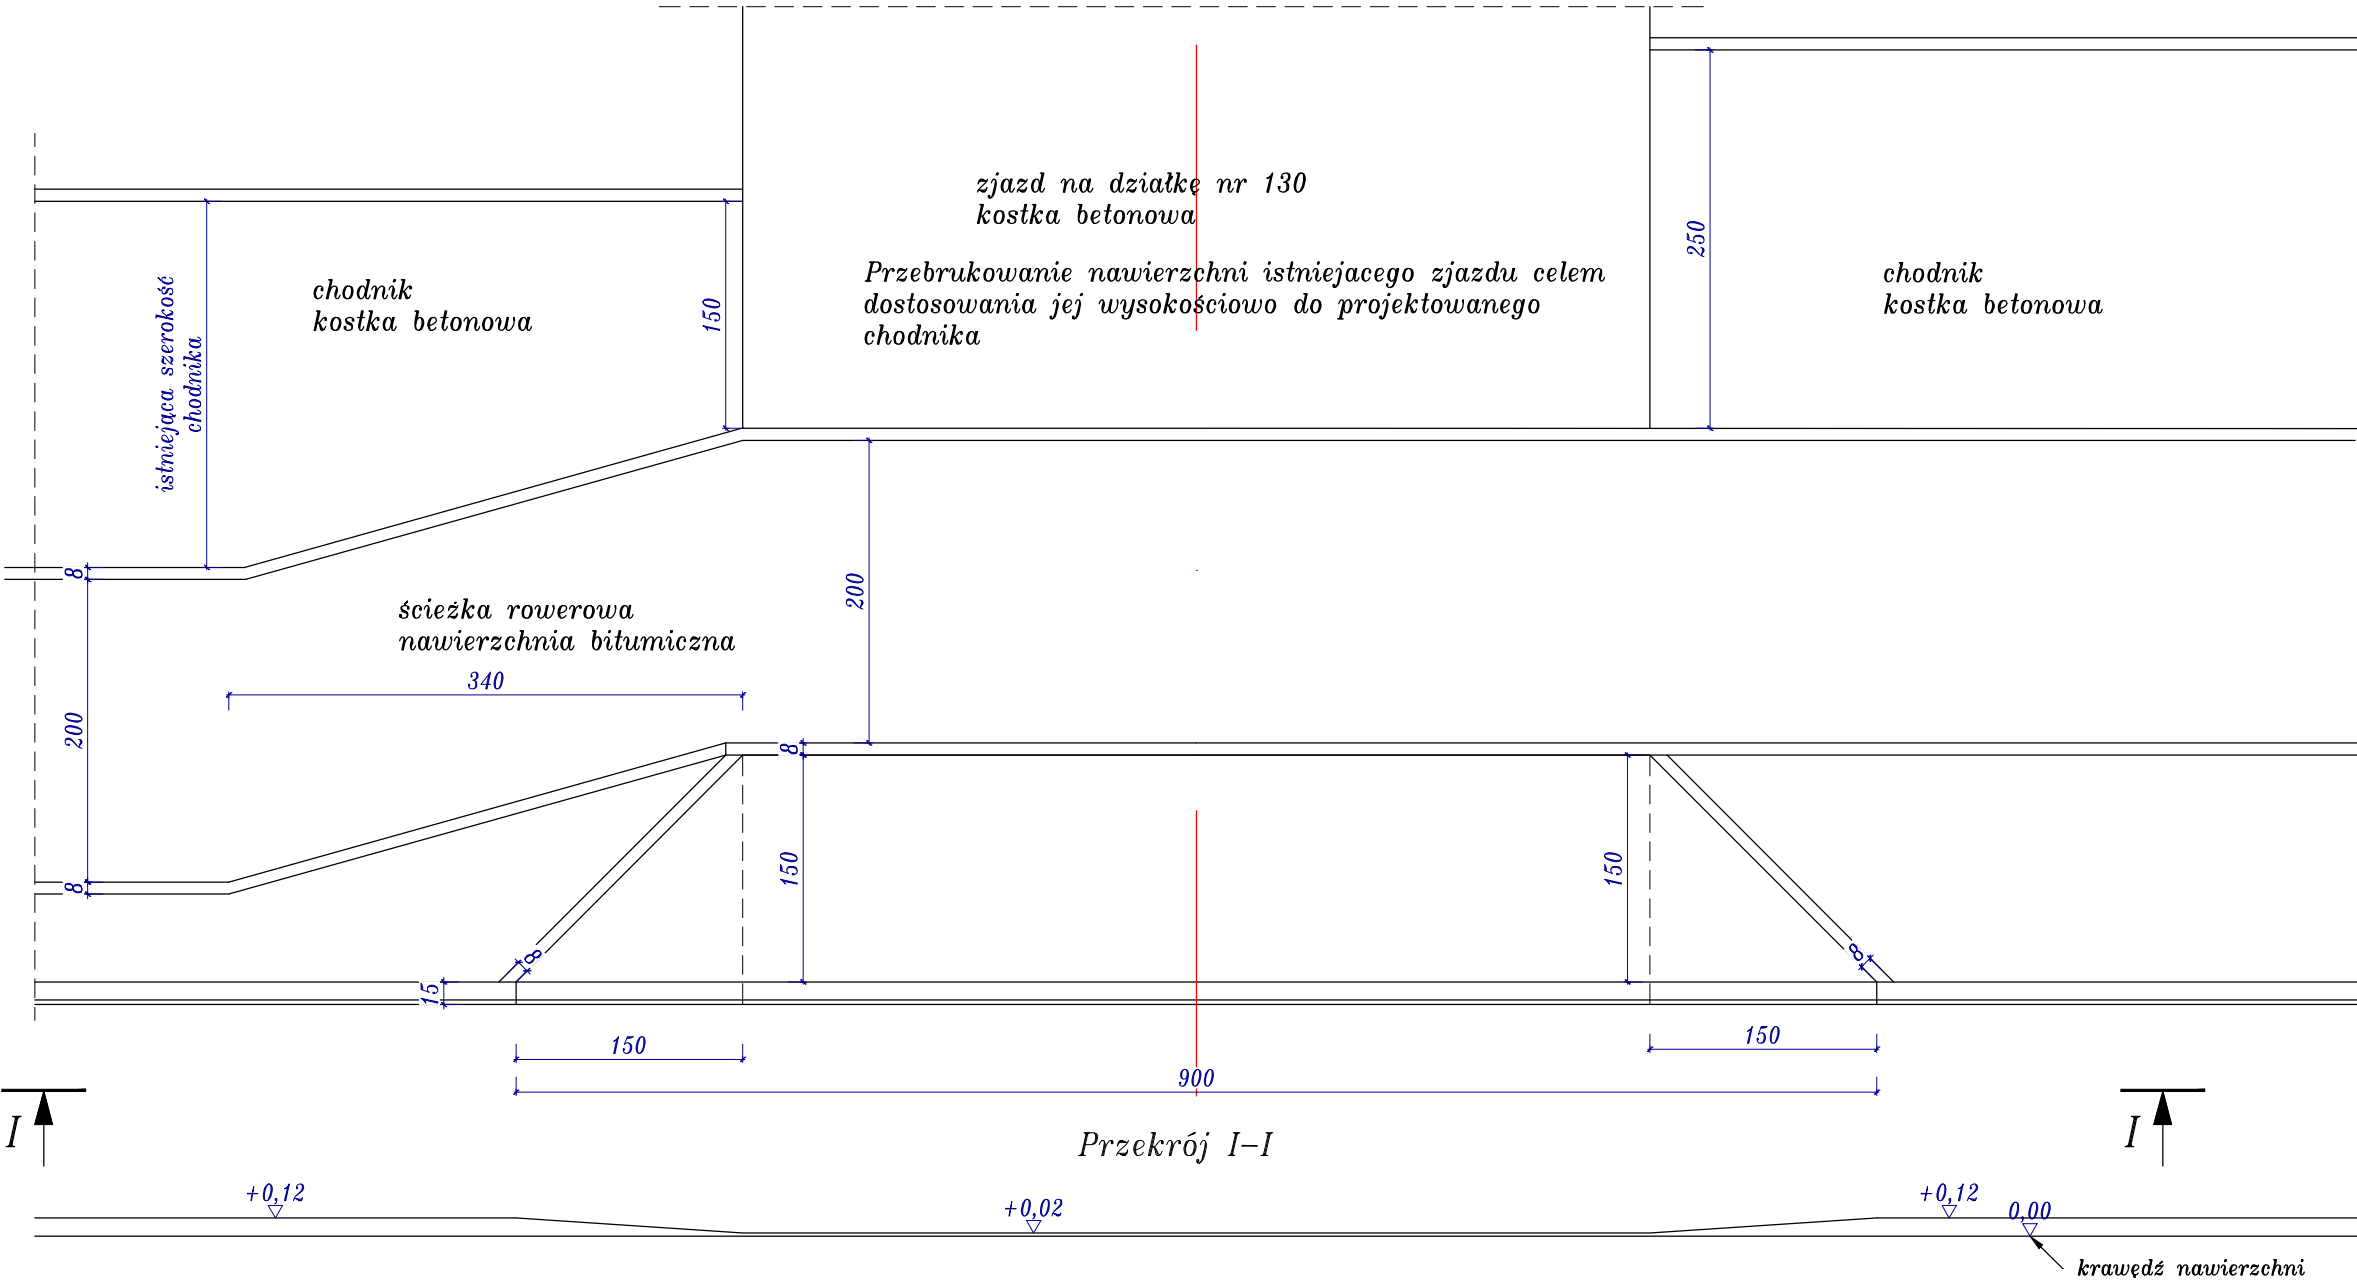 zjazd na działkę nr 130
kostka betonowa
Przebrukowanie nawierzchni istniejacego zjazdu celem
dostosowania jej wysokościowo do projektowanego
chodnika
250
chodnik
kostka betonowa
istniejąca szerokość
chodnika
chodnik
kostka betonowa
150
8
200
ścieżka rowerowa
nawierzchnia bitumiczna
340
200
8
8
150
150
8
8
15
150
150
900
I
I
Przekrój I-I
+0,12
+0,02
+0,12
0,00
krawędź nawierzchni